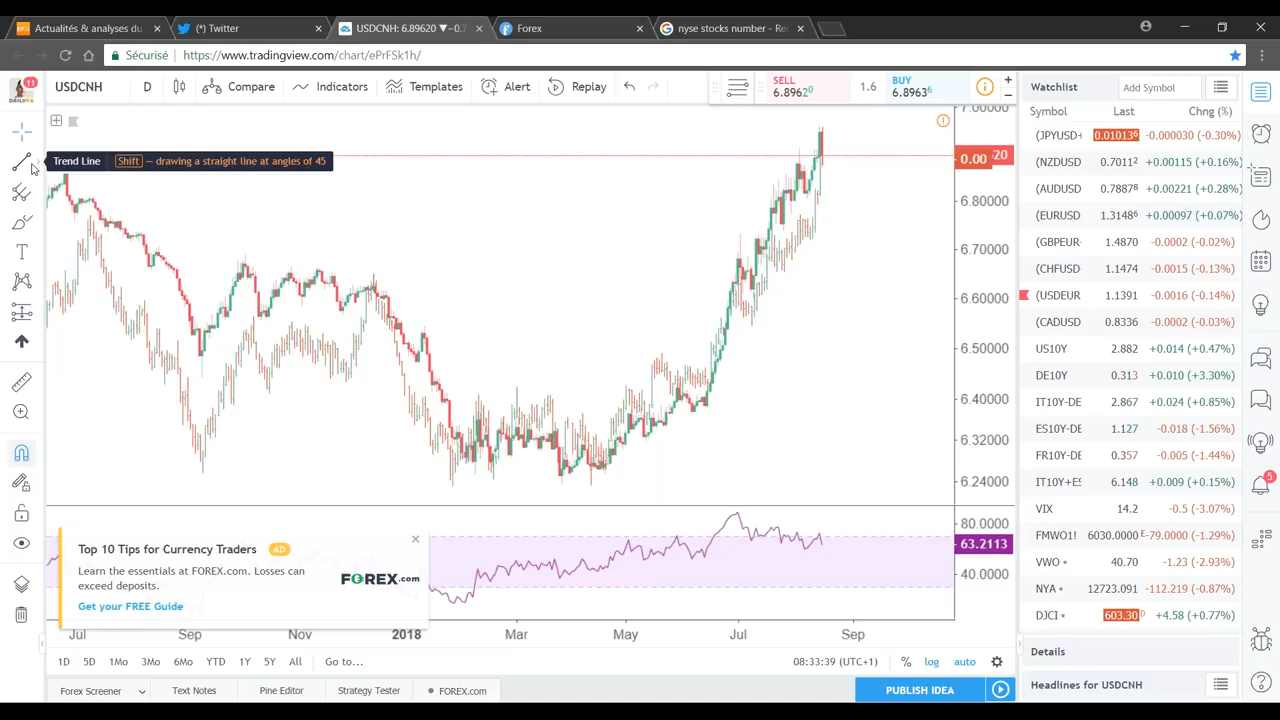 Actualités & analyses du
(*) Twitter
USDCNH: 6.89620 ▼−0.7
Forex
nyse stocks number - Re
Sécurisé
https://www.tradingview.com/chart/ePrFSk1h/
11
DAILYFX
USDCNH
D
Compare
Indicators
Templates
Alert
Replay
SELL
6.89620
1.6
BUY
6.89636
Trend Line
Shift — drawing a straight line at angles of 45
7.00000
0.00
20
6.80000
6.70000
6.60000
6.50000
6.40000
6.32000
6.24000
80.0000
63.2113
40.0000
Top 10 Tips for Currency Traders AD
Learn the essentials at FOREX.com. Losses can
exceed deposits.
Get your FREE Guide
FOREX.com
Jul Sep Nov 2018 Mar May Jul Sep
1D 5D 1Mo 3Mo 6Mo YTD 1Y 5Y All Go to...
08:33:39 (UTC+1) % log auto
Forex Screener Text Notes Pine Editor Strategy Tester FOREX.com
PUBLISH IDEA
Watchlist Add Symbol
Symbol Last Chng (%)
(JPYUSD+ 0.010136 -0.000030 (-0.30%)
(NZDUSD 0.70112 +0.00115 (+0.16%)
(AUDUSD 0.78878 +0.00221 (+0.28%)
(EURUSD 1.31486 +0.00097 (+0.07%)
(GBPEUR- 1.4870 -0.0002 (-0.02%)
(CHFUSD 1.1474 -0.0015 (-0.13%)
(USDEUR 1.1391 -0.0016 (-0.14%)
(CADUSD 0.8336 -0.0002 (-0.03%)
US10Y 2.882 +0.014 (+0.47%)
DE10Y 0.313 +0.010 (+3.30%)
IT10Y-DE 2.867 +0.024 (+0.85%)
ES10Y-DE 1.127 -0.018 (-1.56%)
FR10Y-DE 0.357 -0.005 (-1.44%)
IT10Y+ES 6.148 +0.009 (+0.15%)
VIX 14.2 -0.5 (-3.07%)
FMWO1! 6030.0000 E -79.0000 (-1.29%)
VWO 40.70 -1.23 (-2.93%)
NYA 12723.091 -112.219 (-0.87%)
DJCI 603.30 D +4.58 (+0.77%)
5
Details
Headlines for USDCNH